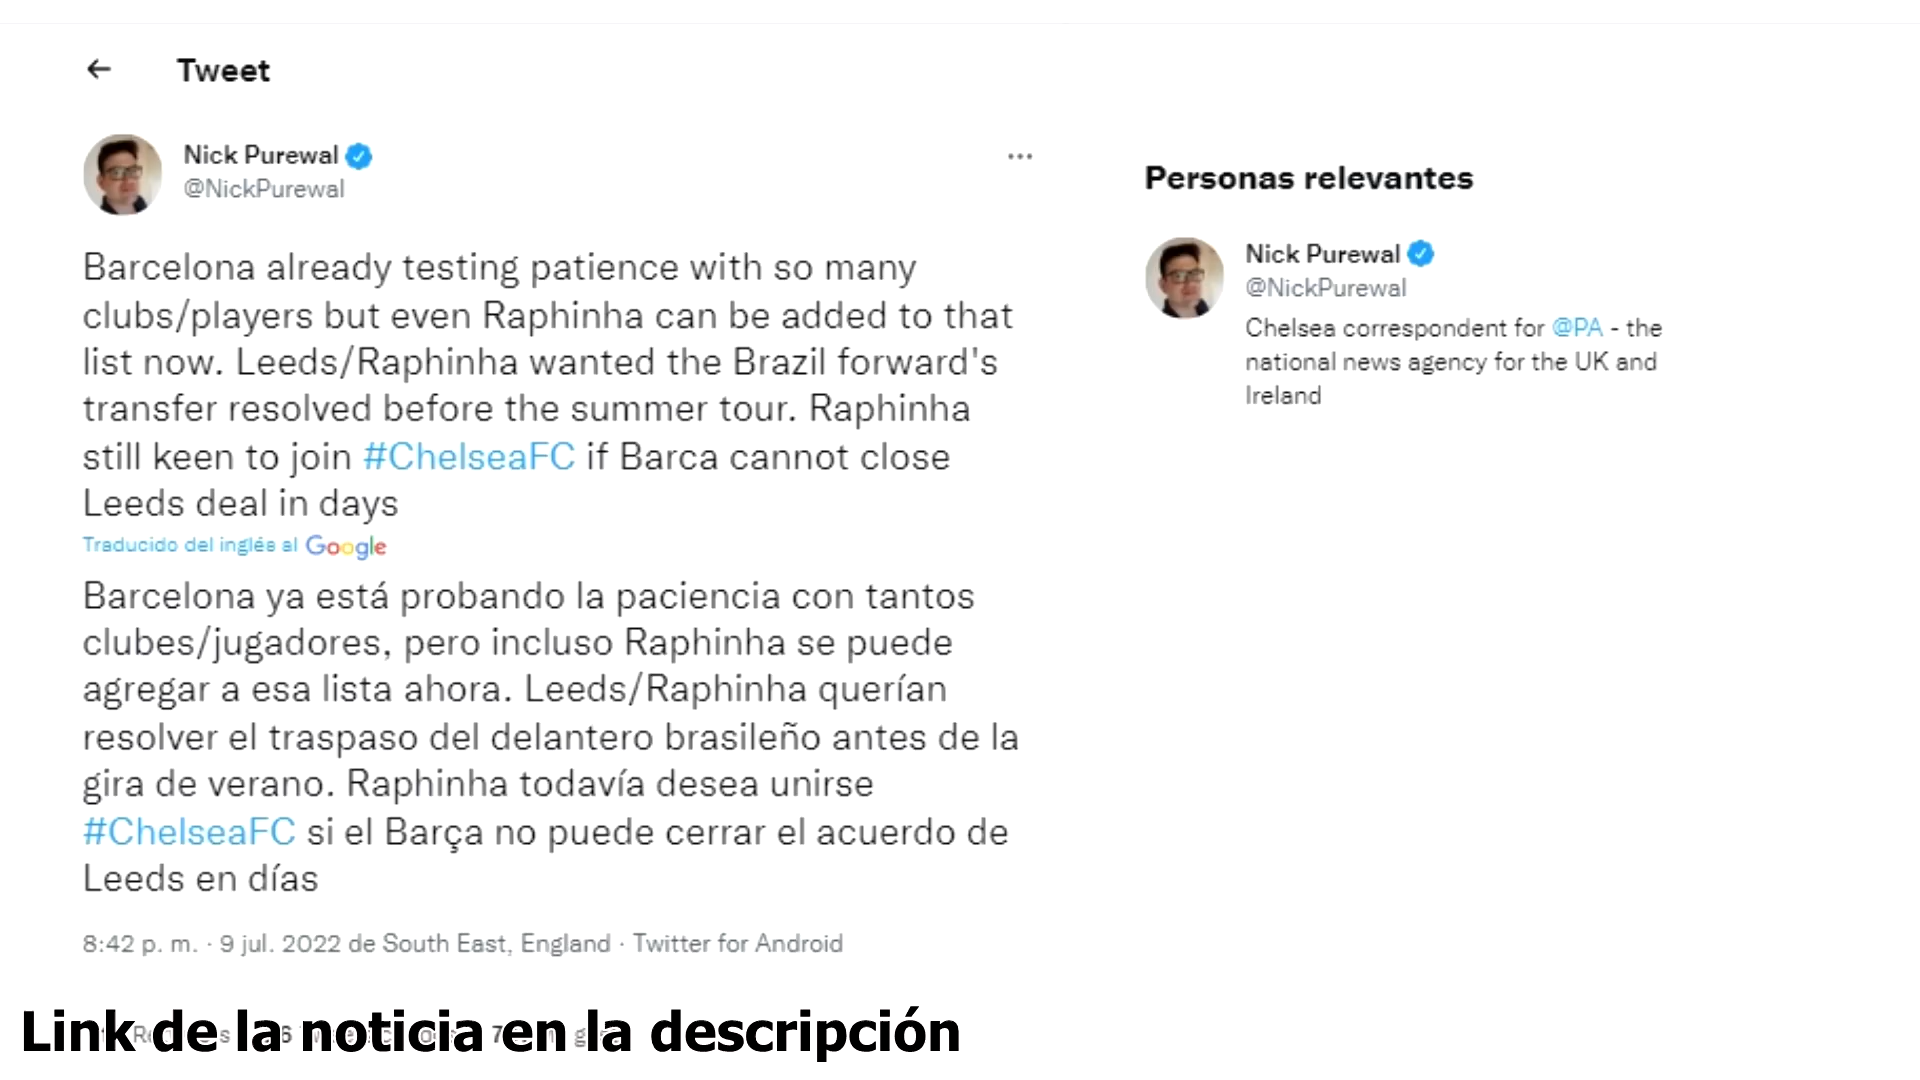 Tweet
Nick Purewal
@NickPurewal
Barcelona already testing patience with so many
clubs/players but even Raphinha can be added to that
list now. Leeds/Raphinha wanted the Brazil forward's
transfer resolved before the summer tour. Raphinha
still keen to join #ChelseaFC if Barca cannot close
Leeds deal in days
Traducido del inglés al Google
Barcelona ya está probando la paciencia con tantos
clubes/jugadores, pero incluso Raphinha se puede
agregar a esa lista ahora. Leeds/Raphinha querían
resolver el traspaso del delantero brasileño antes de la
gira de verano. Raphinha todavía desea unirse
#ChelseaFC si el Barça no puede cerrar el acuerdo de
Leeds en días
8:42 p. m. · 9 jul. 2022 de South East, England · Twitter for Android
Link de la noticia en la descripción
Personas relevantes
Nick Purewal
@NickPurewal
Chelsea correspondent for @PA - the
national news agency for the UK and
Ireland